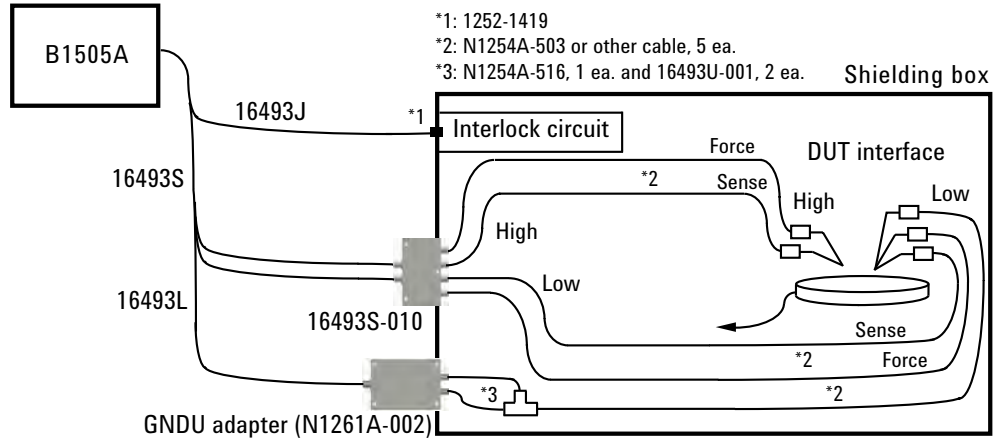 *1: 1252-1419
*2: N1254A-503 or other cable, 5 ea.
*3: N1254A-516, 1 ea. and 16493U-001, 2 ea.
B1505A
Shielding box
16493J
*1
Interlock circuit
Force
DUT interface
*2
Sense
16493S
High
Low
High
16493L
Low
16493S-010
Sense
*2
Force
*3
*2
GNDU adapter (N1261A-002)